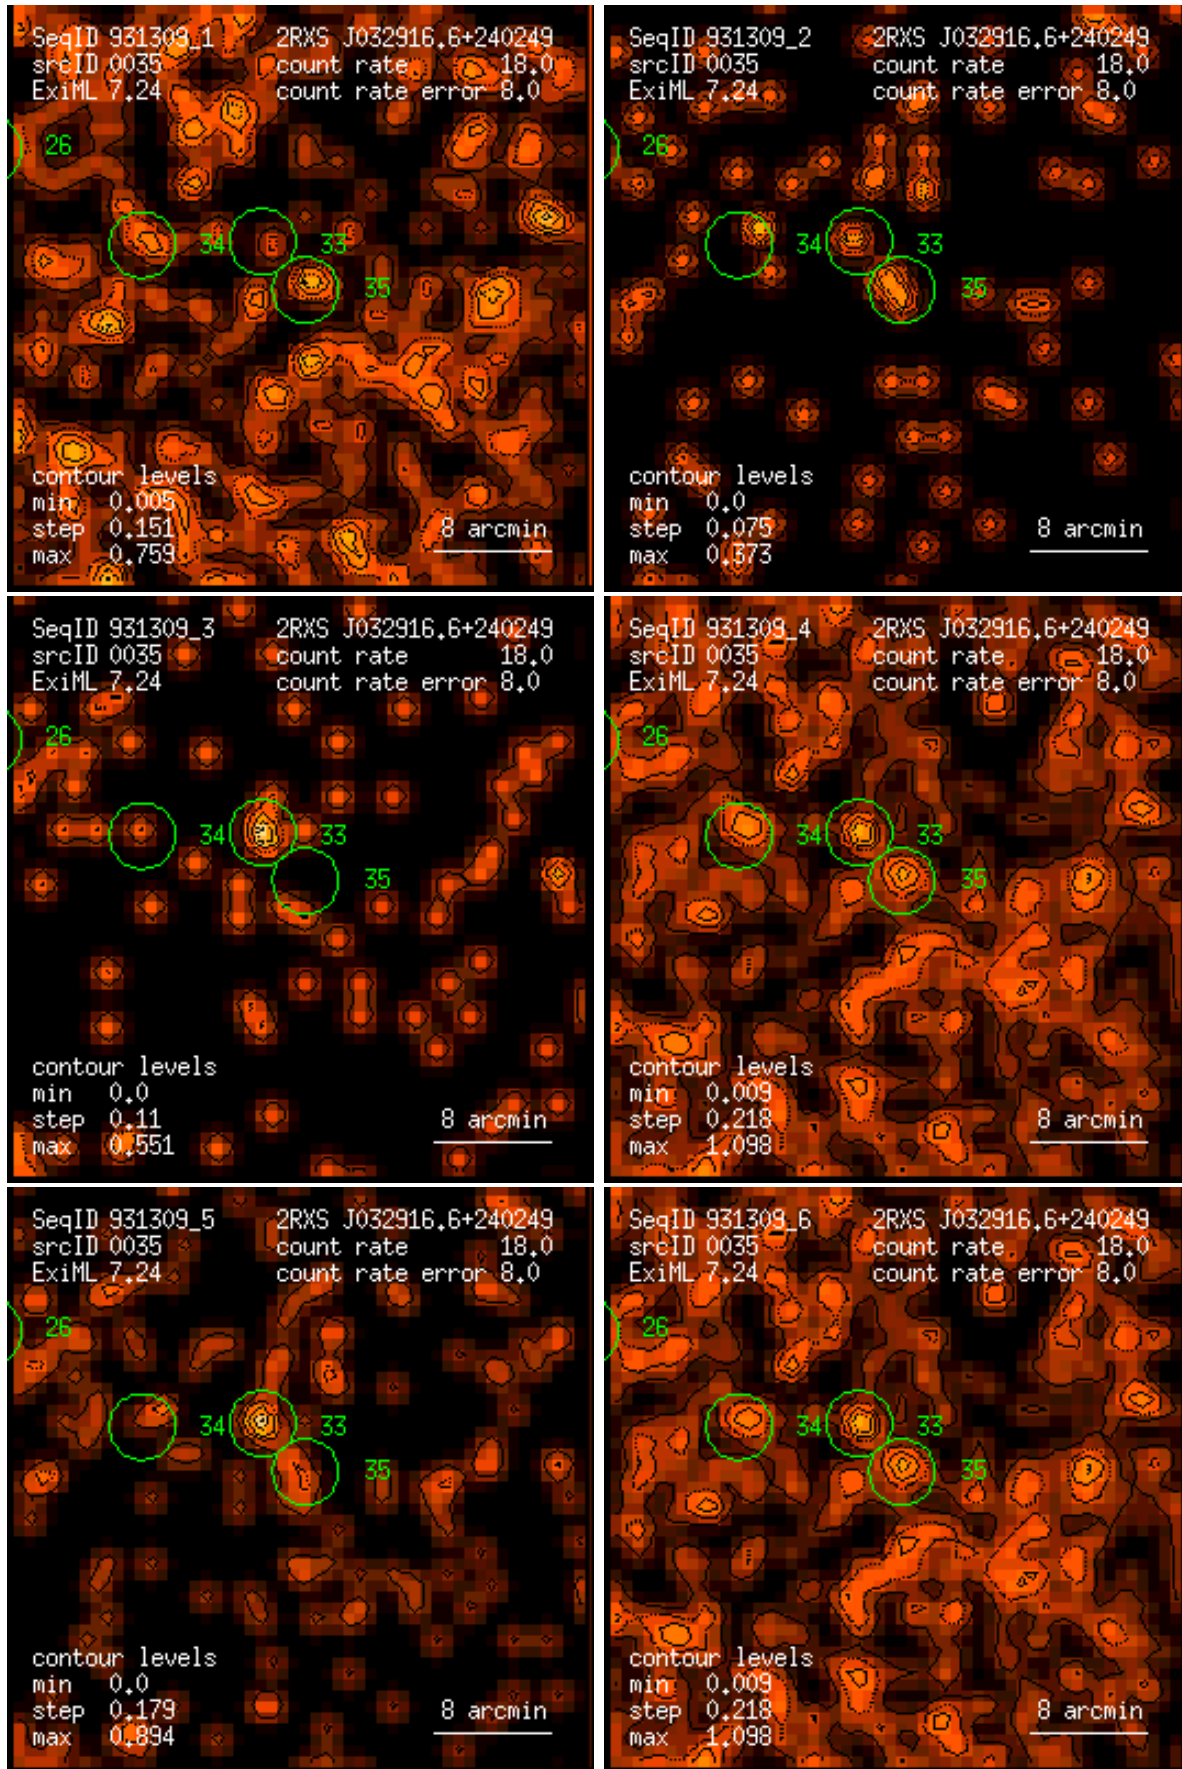 SeqID 931309_1 2RXS J032916.6+240249
srcID 0035 count rate 18.0
ExiML 7.24 count rate error 8.0
26
34 33
35
contour levels
min 0.005
step 0.151 8 arcmin
max 0.759
SeqID 931309_2 2RXS J032916.6+240249
srcID 0035 count rate 18.0
ExiML 7.24 count rate error 8.0
26
34 33
35
contour levels
min 0.0
step 0.075 8 arcmin
max 0.373
SeqID 931309_3 2RXS J032916.6+240249
srcID 0035 count rate 18.0
ExiML 7.24 count rate error 8.0
26
34 33
35
contour levels
min 0.0
step 0.11 8 arcmin
max 0.551
SeqID 931309_4 2RXS J032916.6+240249
srcID 0035 count rate 18.0
ExiML 7.24 count rate error 8.0
26
34 33
35
contour levels
min 0.009
step 0.218 8 arcmin
max 1.098
SeqID 931309_5 2RXS J032916.6+240249
srcID 0035 count rate 18.0
ExiML 7.24 count rate error 8.0
26
34 33
35
contour levels
min 0.0
step 0.179 8 arcmin
max 0.894
SeqID 931309_6 2RXS J032916.6+240249
srcID 0035 count rate 18.0
ExiML 7.24 count rate error 8.0
26
34 33
35
contour levels
min 0.009
step 0.218 8 arcmin
max 1.098